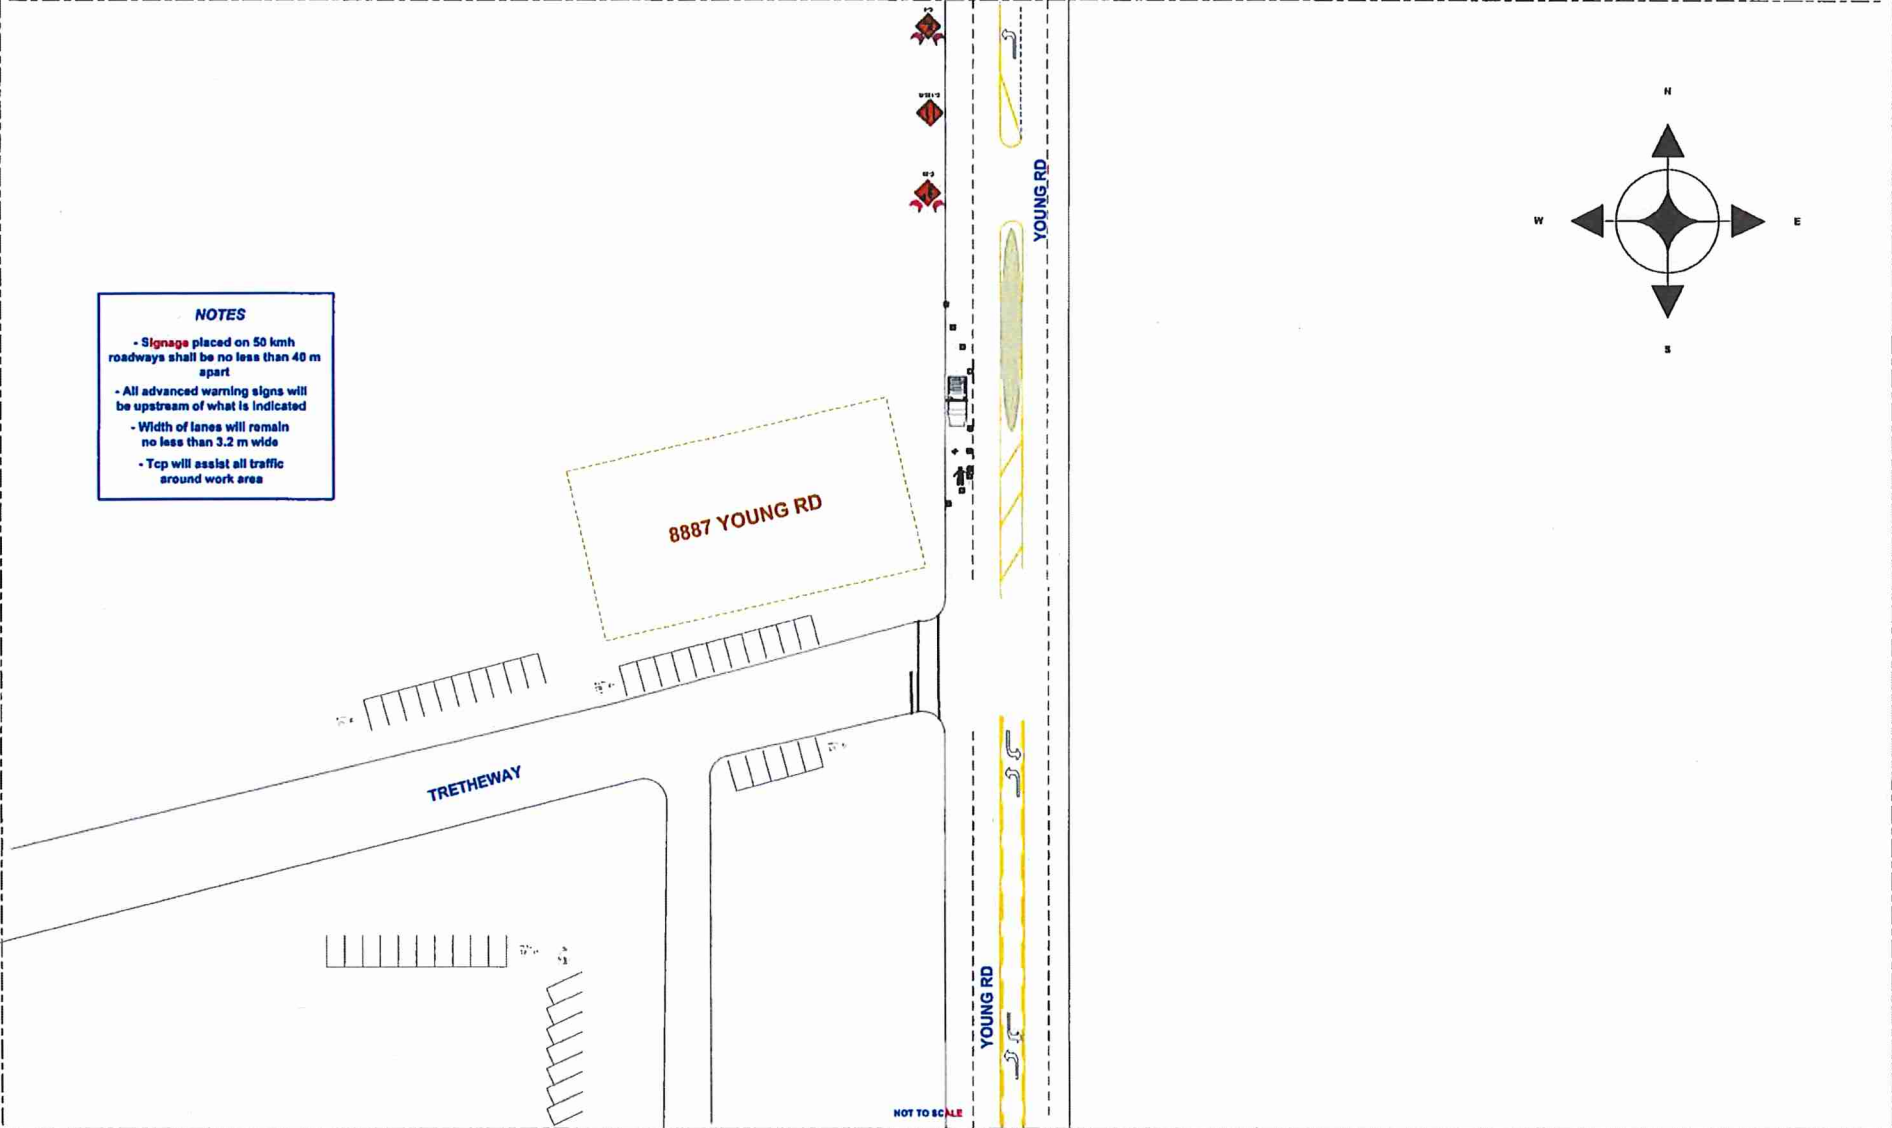 N
YOUNG RD
W
E
NOTES
- Signage placed on 50 kmh
roadways shall be no less than 40 m
apart
- All advanced warning signs will
be upstream of what is indicated
- Width of lanes will remain
no less than 3.2 m wide
- Tcp will assist all traffic
around work area
S
8887 YOUNG RD
TRETHEWAY
YOUNG RD
NOT TO SCALE